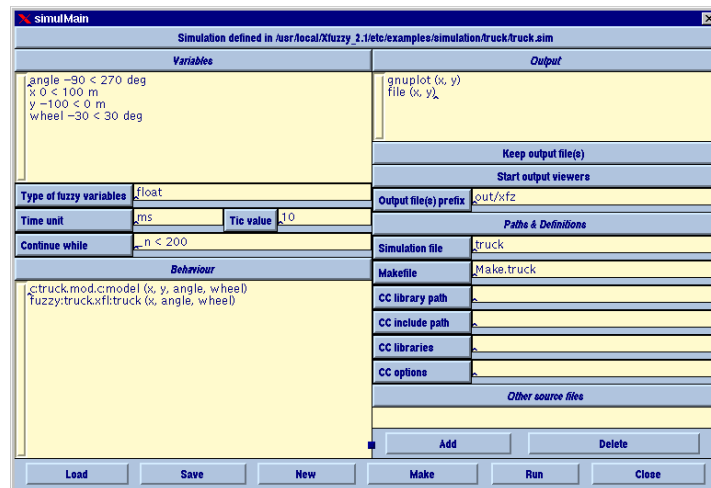 simulMain
Simulation defined in /usr/local/Xfuzzy_2.1/etc/examples/simulation/truck/truck.sim
Variables
angle −90 < 270 deg
x 0 < 100 m
y −100 < 0 m
wheel −30 < 30 deg
Type of fuzzy variables float
Time unit ms Tic value 10
Continue while _n < 200
Behaviour
c:truck.mod.c:model (x, y, angle, wheel)
fuzzy:truck.xfl:truck (x, angle, wheel)
Output
gnuplot (x, y)
file (x, y)
Keep output file(s)
Start output viewers
Output file(s) prefix out/xfz
Paths & Definitions
Simulation file truck
Makefile Make.truck
CC library path
CC include path
CC libraries
CC options
Other source files
Add Delete
Load Save New Make Run Close